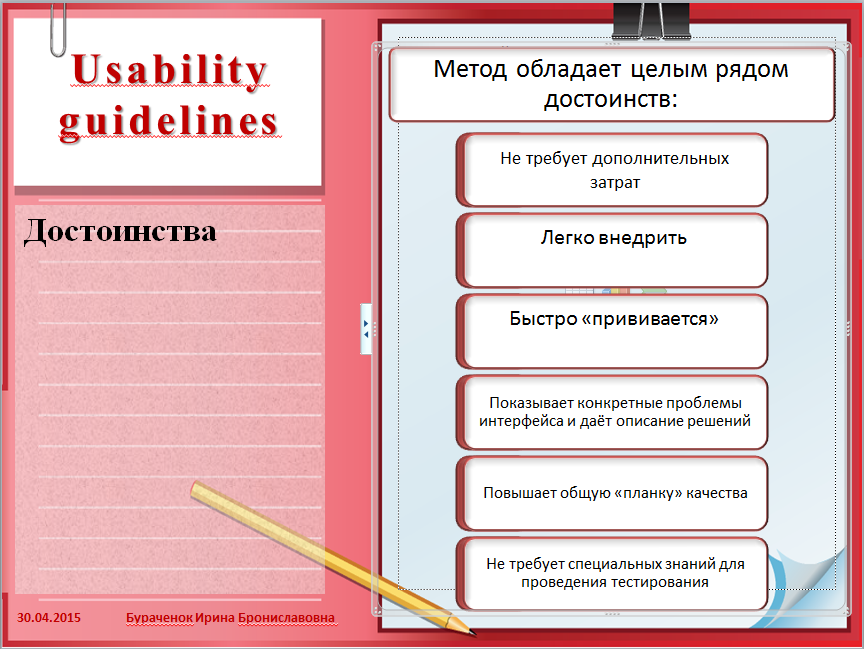 Usability
guidelines
Достоинства
30.04.2015
Бураченок Ирина Брониславовна
Метод обладает целым рядом
достоинств:
Не требует дополнительных
затрат
Легко внедрить
Быстро «прививается»
Показывает конкретные проблемы
интерфейса и даёт описание решений
Повышает общую «планку» качества
Не требует специальных знаний для
проведения тестирования